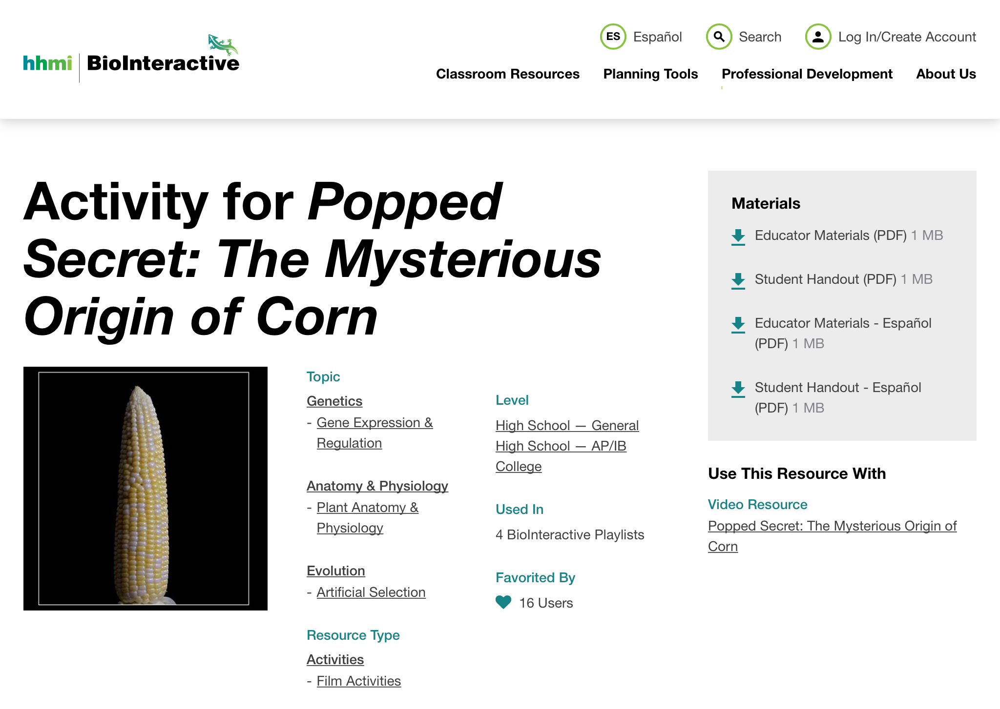 hhmi BioInteractive
ES Español
Search
Log In/Create Account
Classroom Resources
Planning Tools
Professional Development
About Us
Activity for Popped
Secret: The Mysterious
Origin of Corn
Topic
Genetics
- Gene Expression &
Regulation
Anatomy & Physiology
- Plant Anatomy &
Physiology
Evolution
- Artificial Selection
Resource Type
Activities
- Film Activities
Level
High School — General
High School — AP/IB
College
Used In
4 BioInteractive Playlists
Favorited By
16 Users
Materials
Educator Materials (PDF) 1 MB
Student Handout (PDF) 1 MB
Educator Materials - Español
(PDF) 1 MB
Student Handout - Español
(PDF) 1 MB
Use This Resource With
Video Resource
Popped Secret: The Mysterious Origin of
Corn